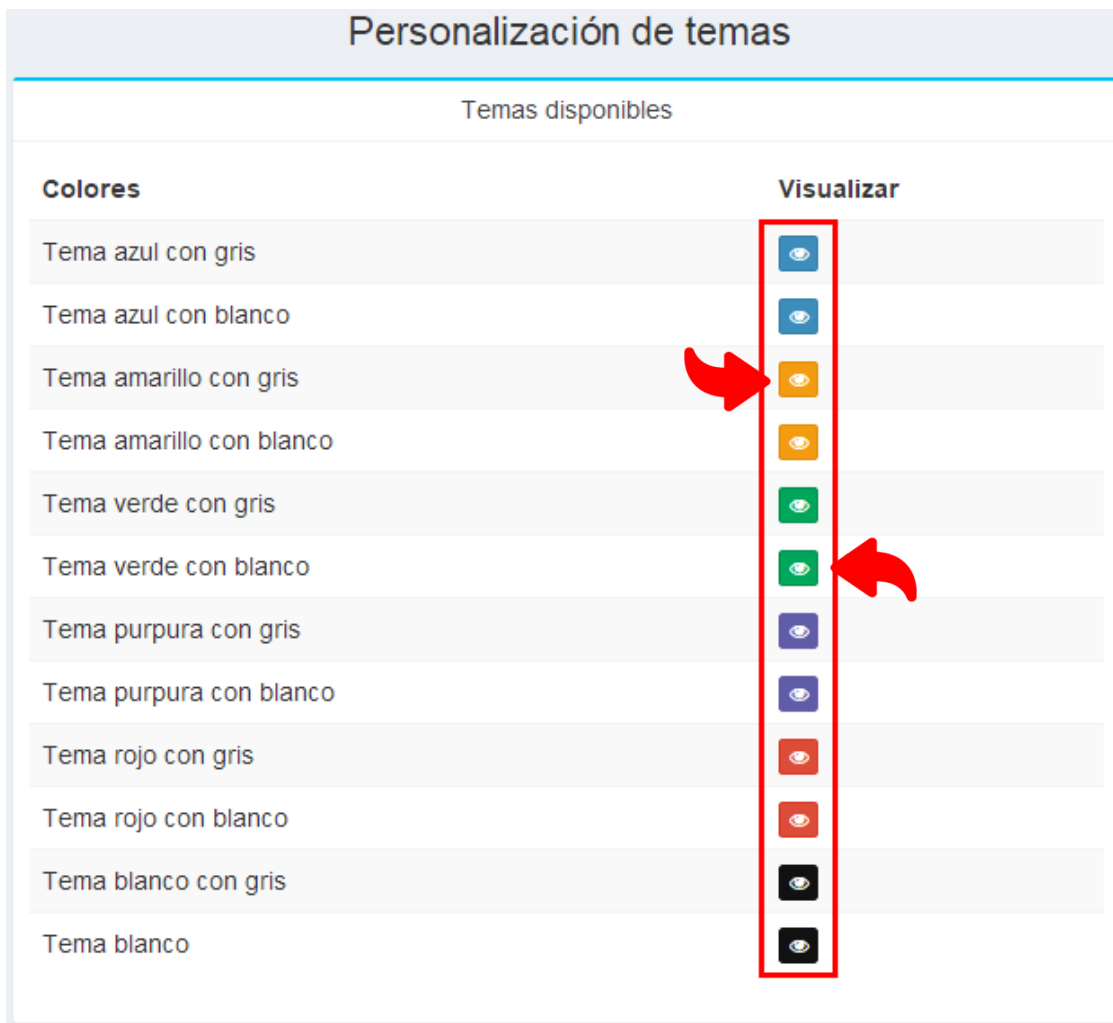 Personalización de temas
Temas disponibles
Colores Visualizar
Tema azul con gris
Tema azul con blanco
Tema amarillo con gris
Tema amarillo con blanco
Tema verde con gris
Tema verde con blanco
Tema purpura con gris
Tema purpura con blanco
Tema rojo con gris
Tema rojo con blanco
Tema blanco con gris
Tema blanco